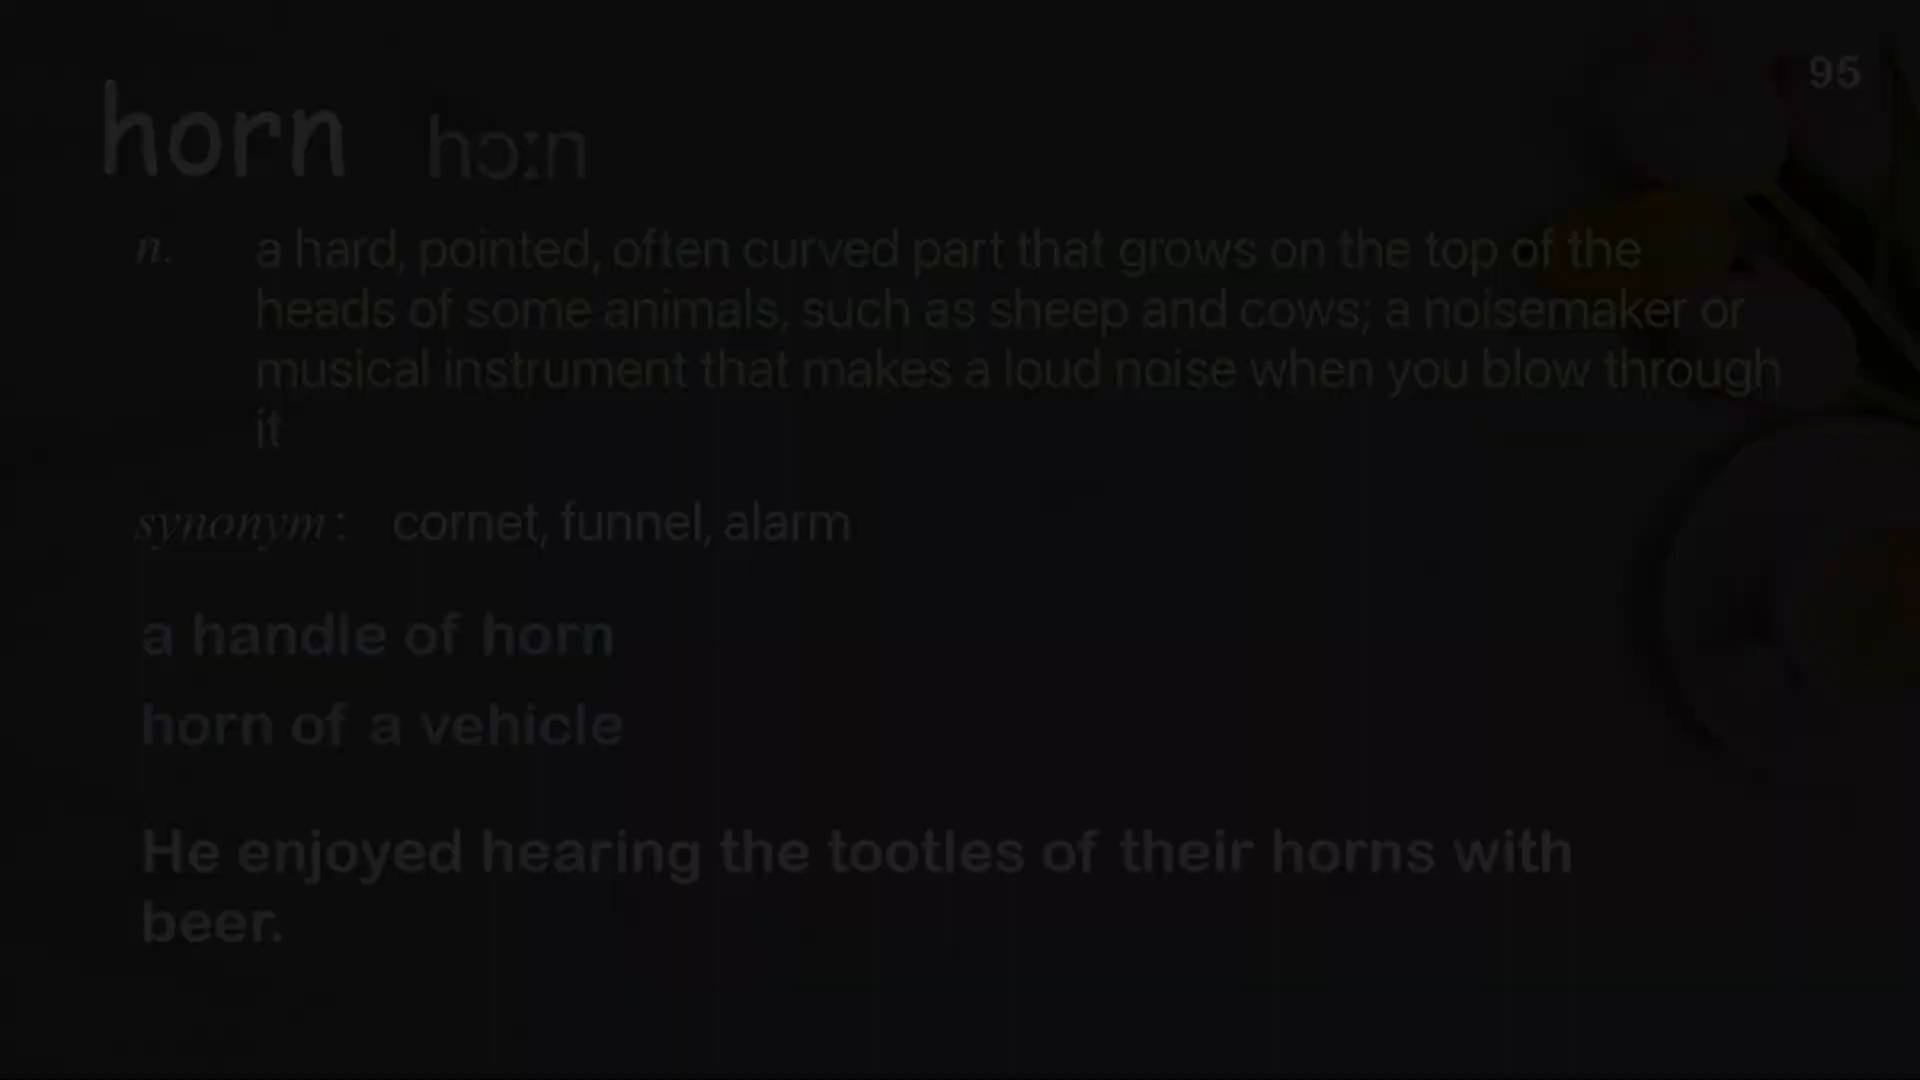 95
horn hɔːn
n. a hard, pointed, often curved part that grows on the top of the
heads of some animals, such as sheep and cows; a noisemaker or
musical instrument that makes a loud noise when you blow through
it
synonym: cornet, funnel, alarm
a handle of horn
horn of a vehicle
He enjoyed hearing the tootles of their horns with
beer.